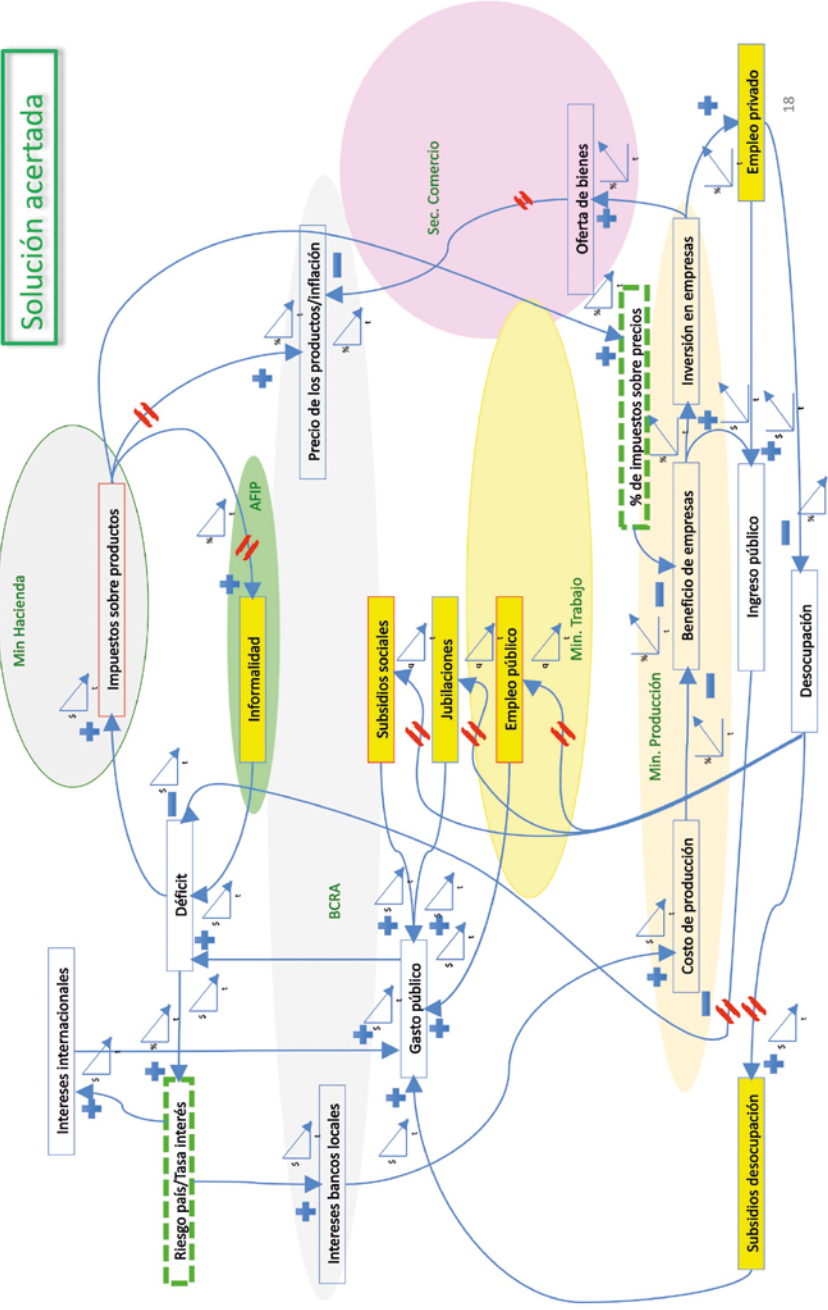 Solución acertada
Min Hacienda
Intereses internacionales
Impuestos sobre productos
Riesgo país/Tasa interés
Déficit
Informalidad
AFIP
Intereses bancos locales
BCRA
Precio de los productos/inflación
Subsidios sociales
Gasto público
Jubilaciones
Sec. Comercio
Empleo público
Min. Trabajo
Oferta de bienes
% de impuestos sobre precios
Min. Producción
Costo de producción
Beneficio de empresas
Inversión en empresas
Ingreso público
Subsidios desocupación
Empleo privado
Desocupación
18